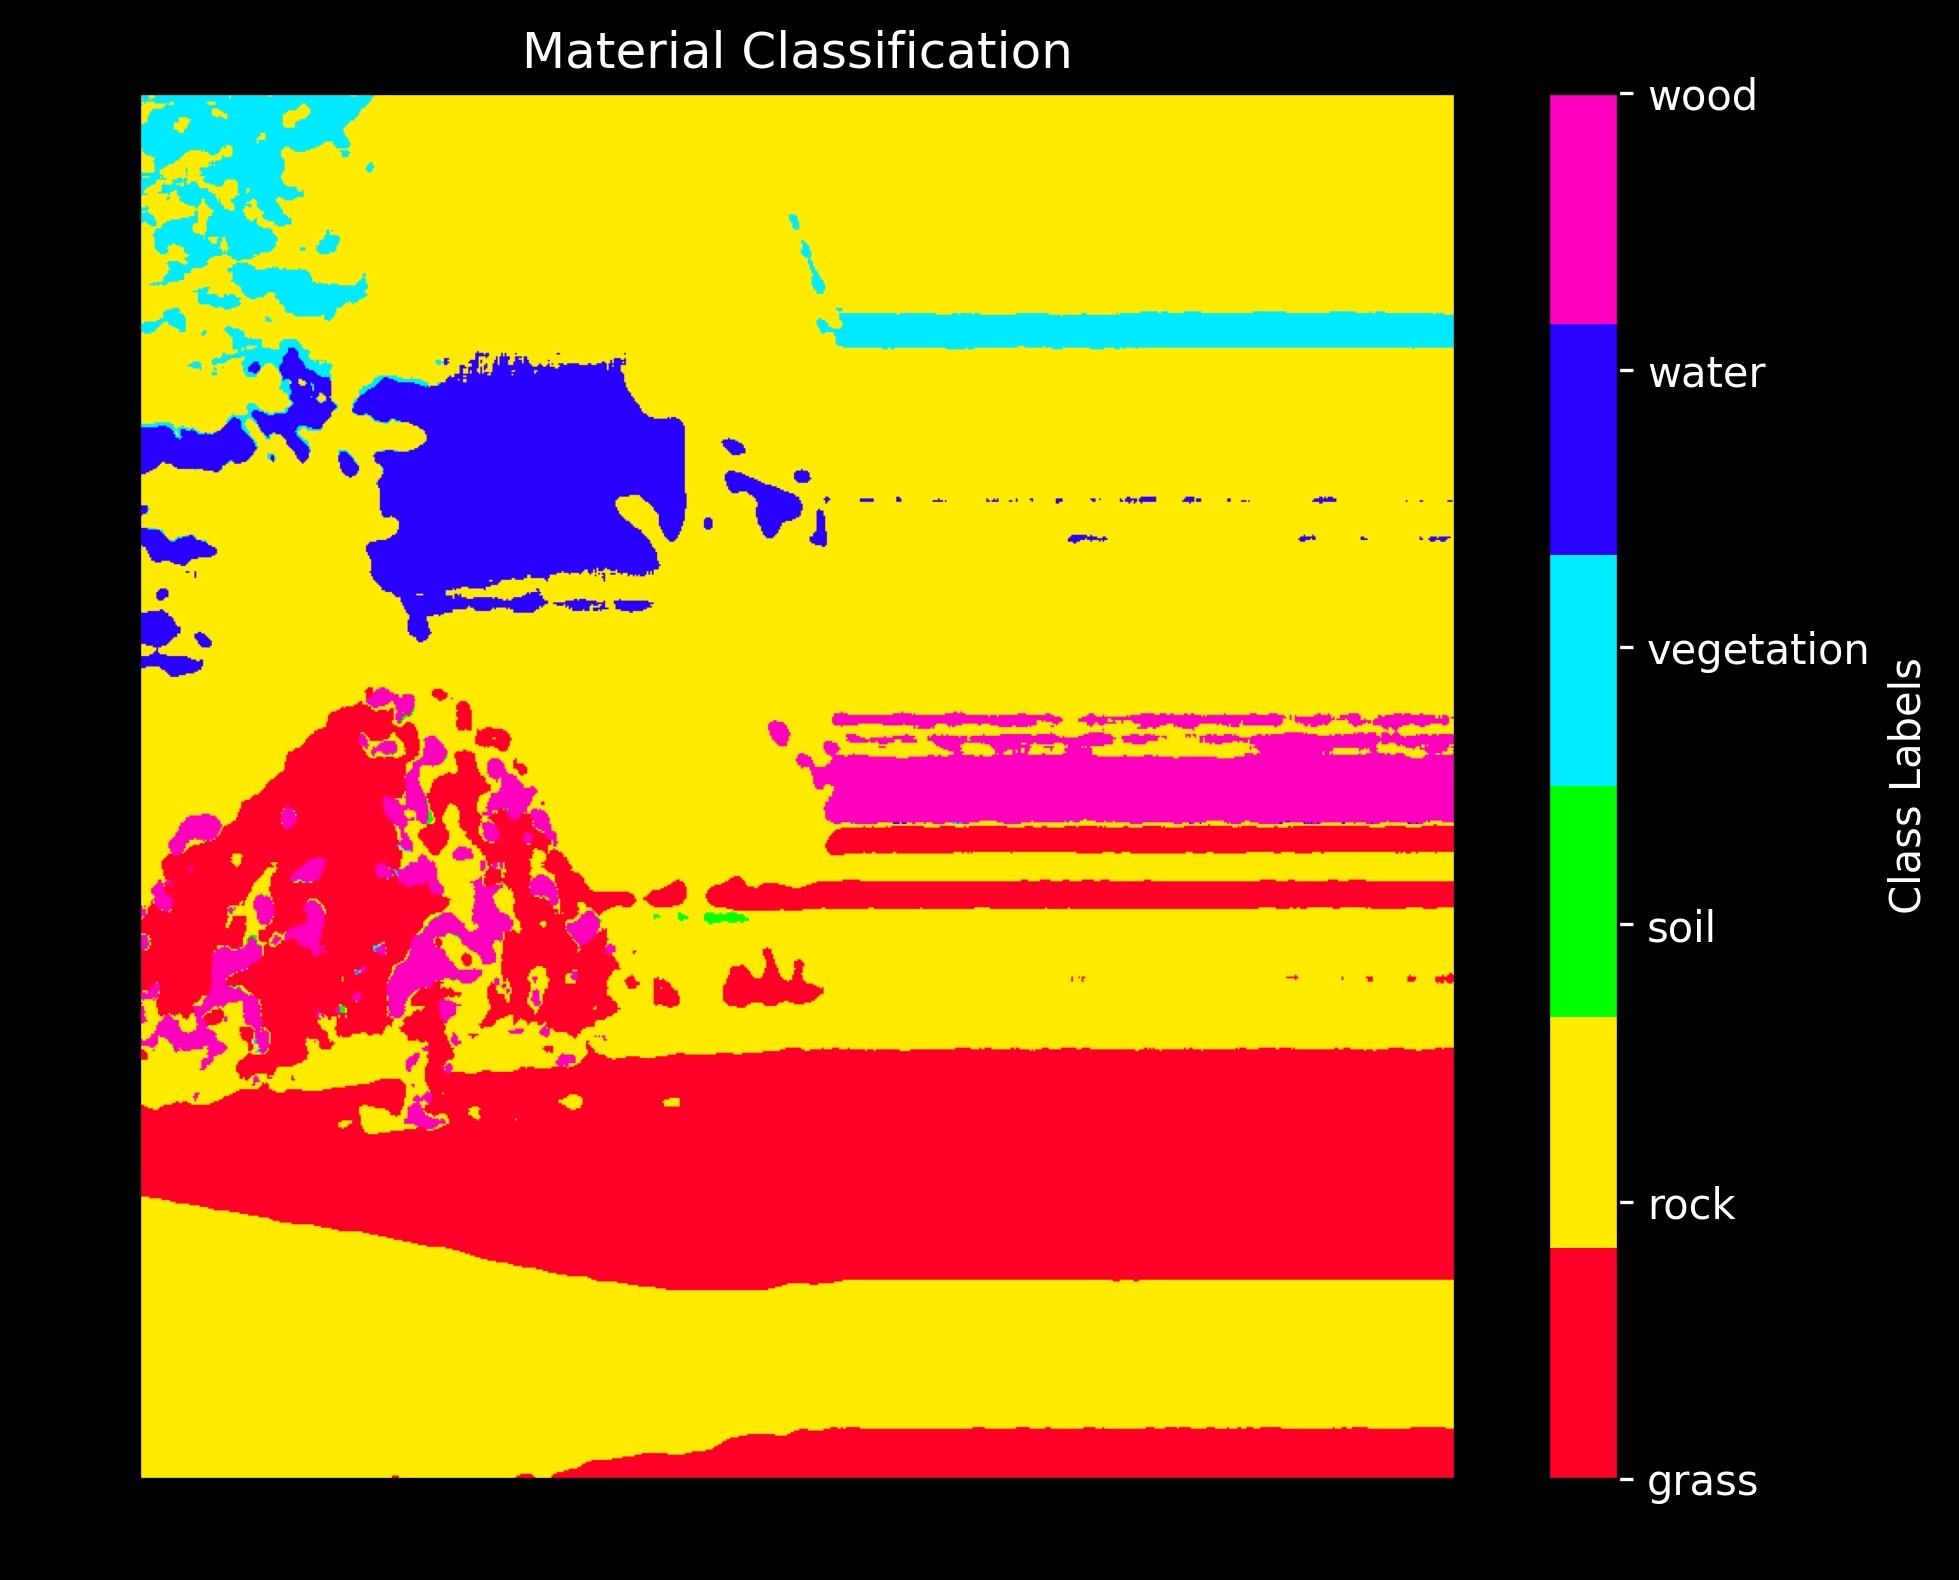 Material Classification
wood
water
vegetation
soil
rock
grass
Class Labels